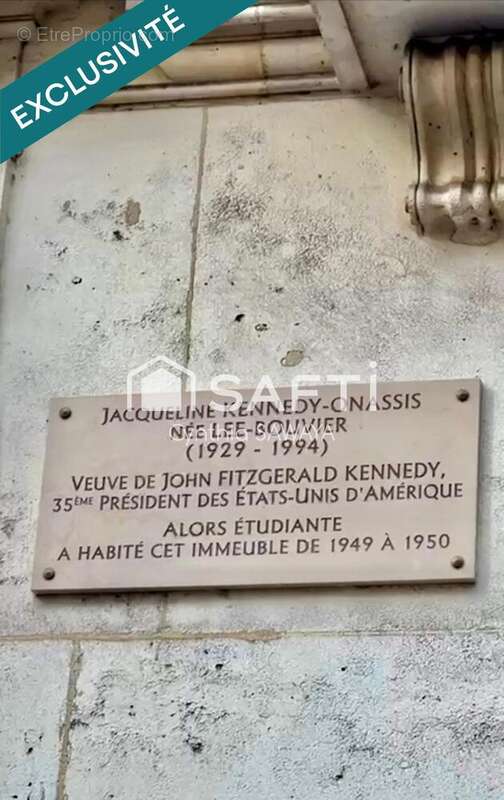 © EtreProprio.com
EXCLUSIVITÉ
SAFTI
JACQUELINE KENNEDY-ONASSIS
NÉE LEE-BOUVIER
(1929 - 1994)
VEUVE DE JOHN FITZGERALD KENNEDY,
35ÈME PRÉSIDENT DES ÉTATS-UNIS D'AMÉRIQUE
ALORS ÉTUDIANTE
A HABITÉ CET IMMEUBLE DE 1949 À 1950